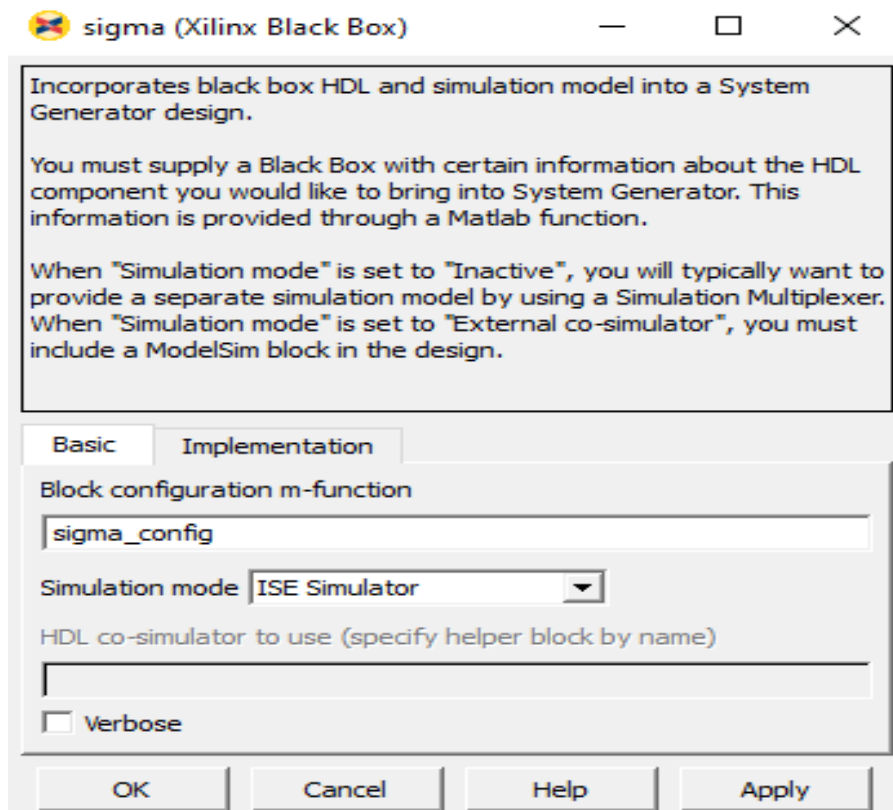 sigma (Xilinx Black Box)
Incorporates black box HDL and simulation model into a System
Generator design.
You must supply a Black Box with certain information about the HDL
component you would like to bring into System Generator. This
information is provided through a Matlab function.
When "Simulation mode" is set to "Inactive", you will typically want to
provide a separate simulation model by using a Simulation Multiplexer.
When "Simulation mode" is set to "External co-simulator", you must
include a ModelSim block in the design.
Basic Implementation
Block configuration m-function
sigma_config
Simulation mode ISE Simulator
HDL co-simulator to use (specify helper block by name)
Verbose
OK Cancel Help Apply